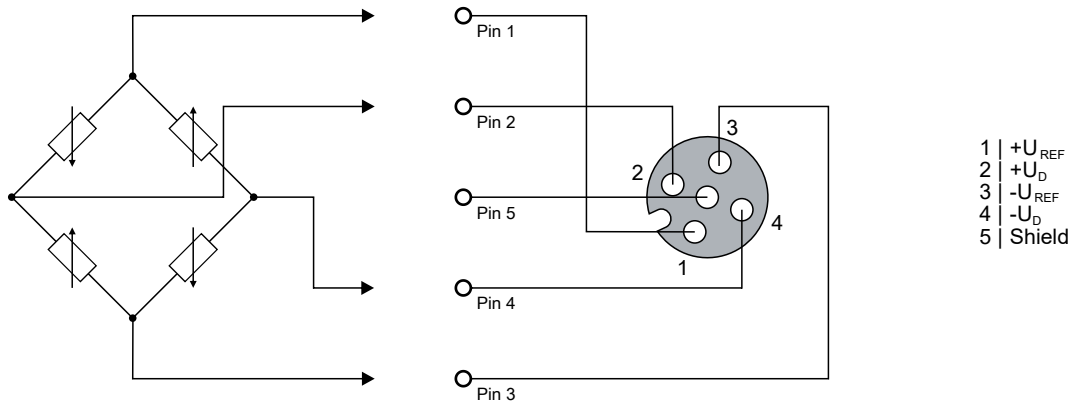 Pin 1
Pin 2
3
2
Pin 5
4
1
Pin 4
Pin 3
1 | +U_REF
2 | +U_D
3 | -U_REF
4 | -U_D
5 | Shield